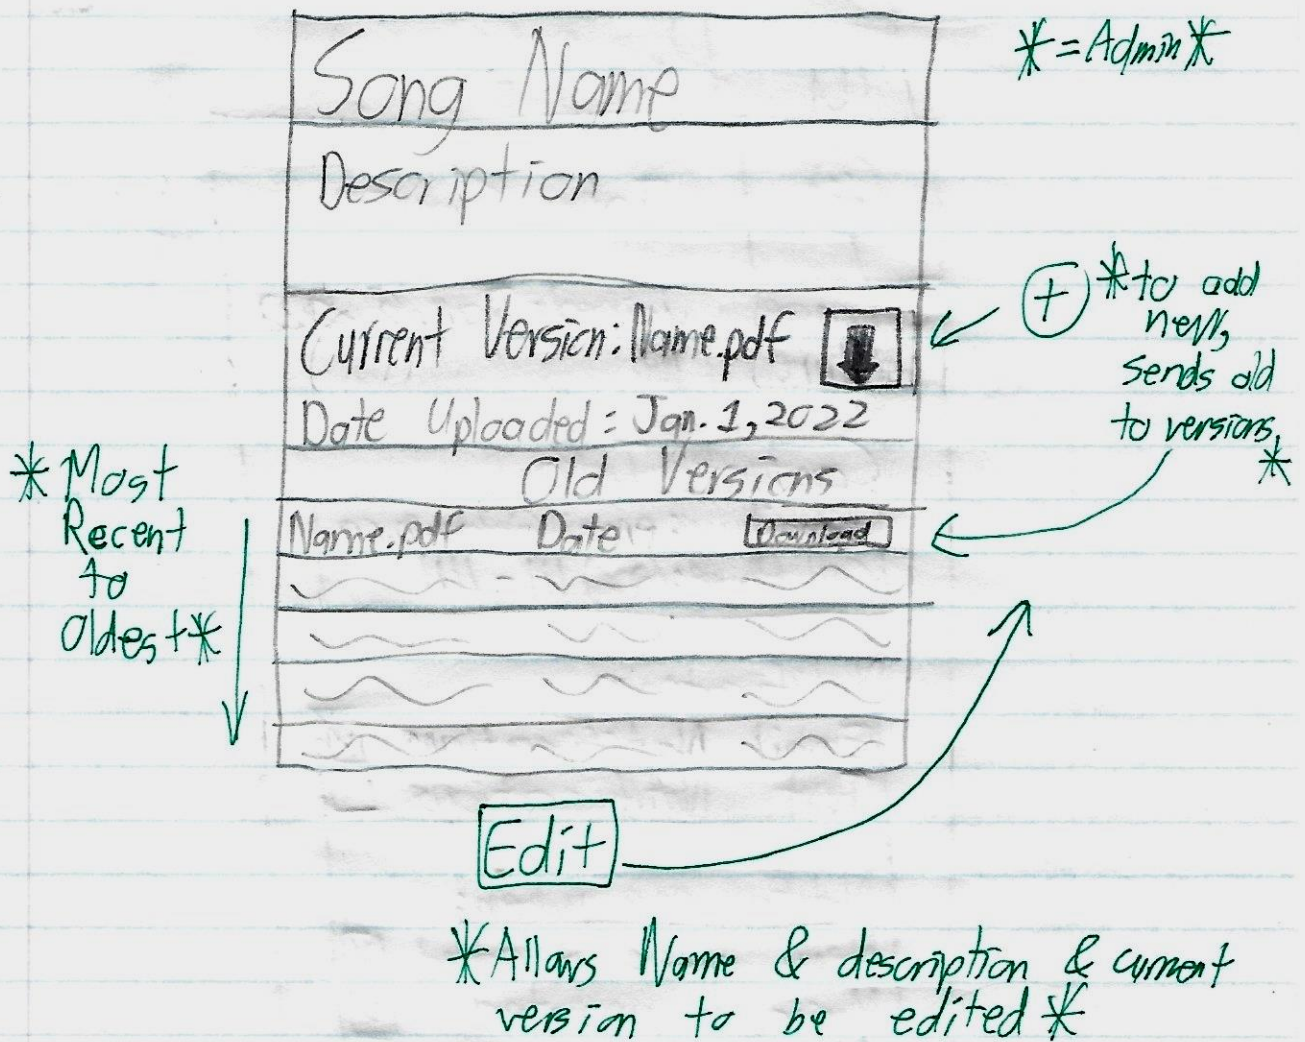 Song Name
*=Admin*
Description
Current Version: Name.pdf
Date Uploaded: Jan. 1, 2022
+ *to add
new,
sends old
to versions,
*
Old Versions
Name.pdf Date Download
*Most
Recent
to
Oldest*
Edit
*Allows Name & description & current
version to be edited*